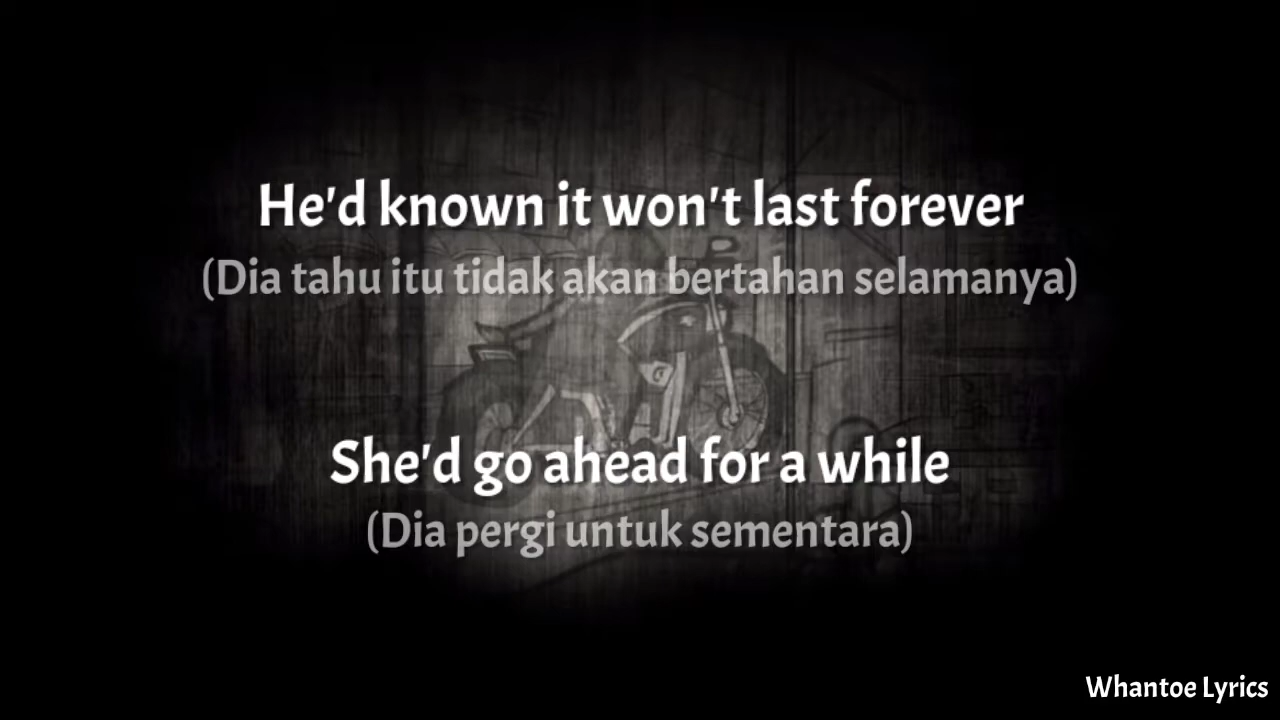 He'd known it won't last forever
(Dia tahu itu tidak akan bertahan selamanya)
She'd go ahead for a while
(Dia pergi untuk sementara)
Whantoe Lyrics